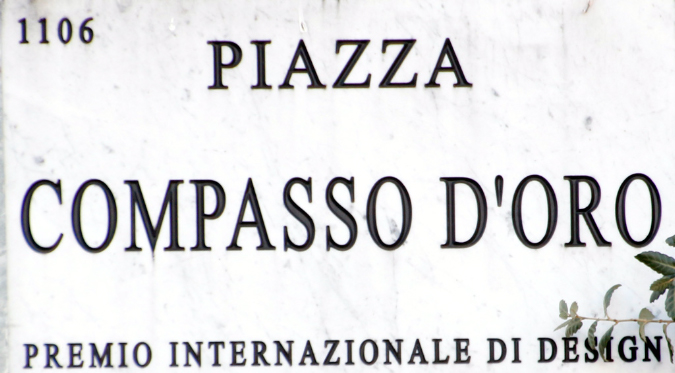 1106
PIAZZA
COMPASSO D'ORO
PREMIO INTERNAZIONALE DI DESIGN